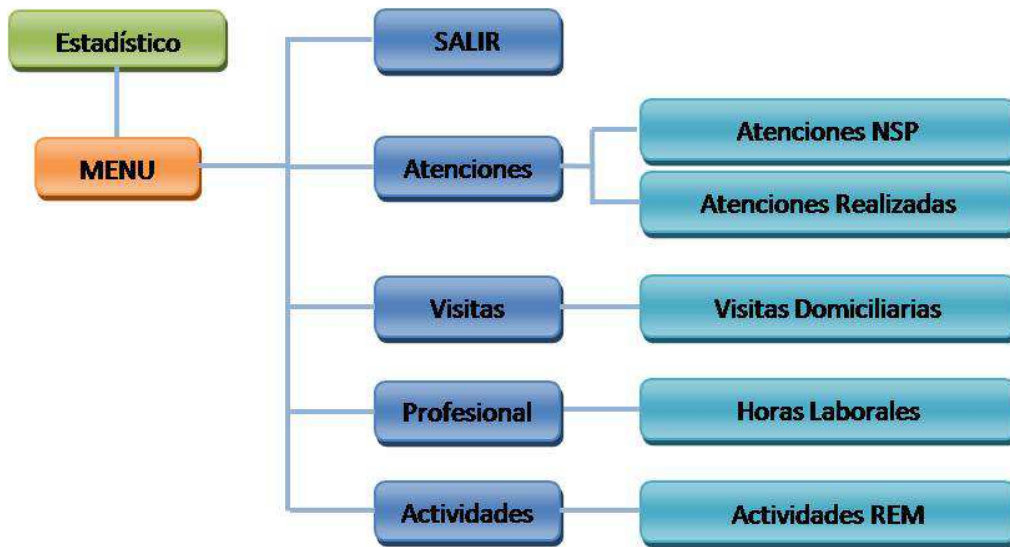 Estadístico
MENU
SALIR
Atenciones
Atenciones NSP
Atenciones Realizadas
Visitas
Visitas Domiciliarias
Profesional
Horas Laborales
Actividades
Actividades REM